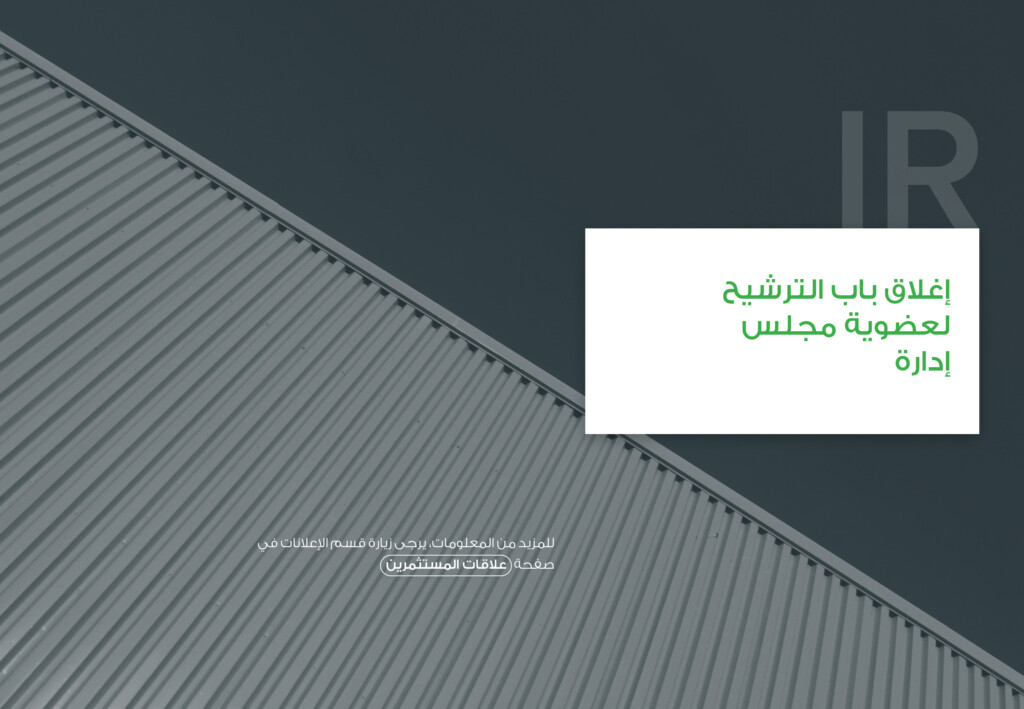 IR
إغلاق باب الترشيح
لعضوية مجلس
إدارة
للمزيد من المعلومات، يرجى زيارة قسم الإعلانات في
صفحة علاقات المستثمرين